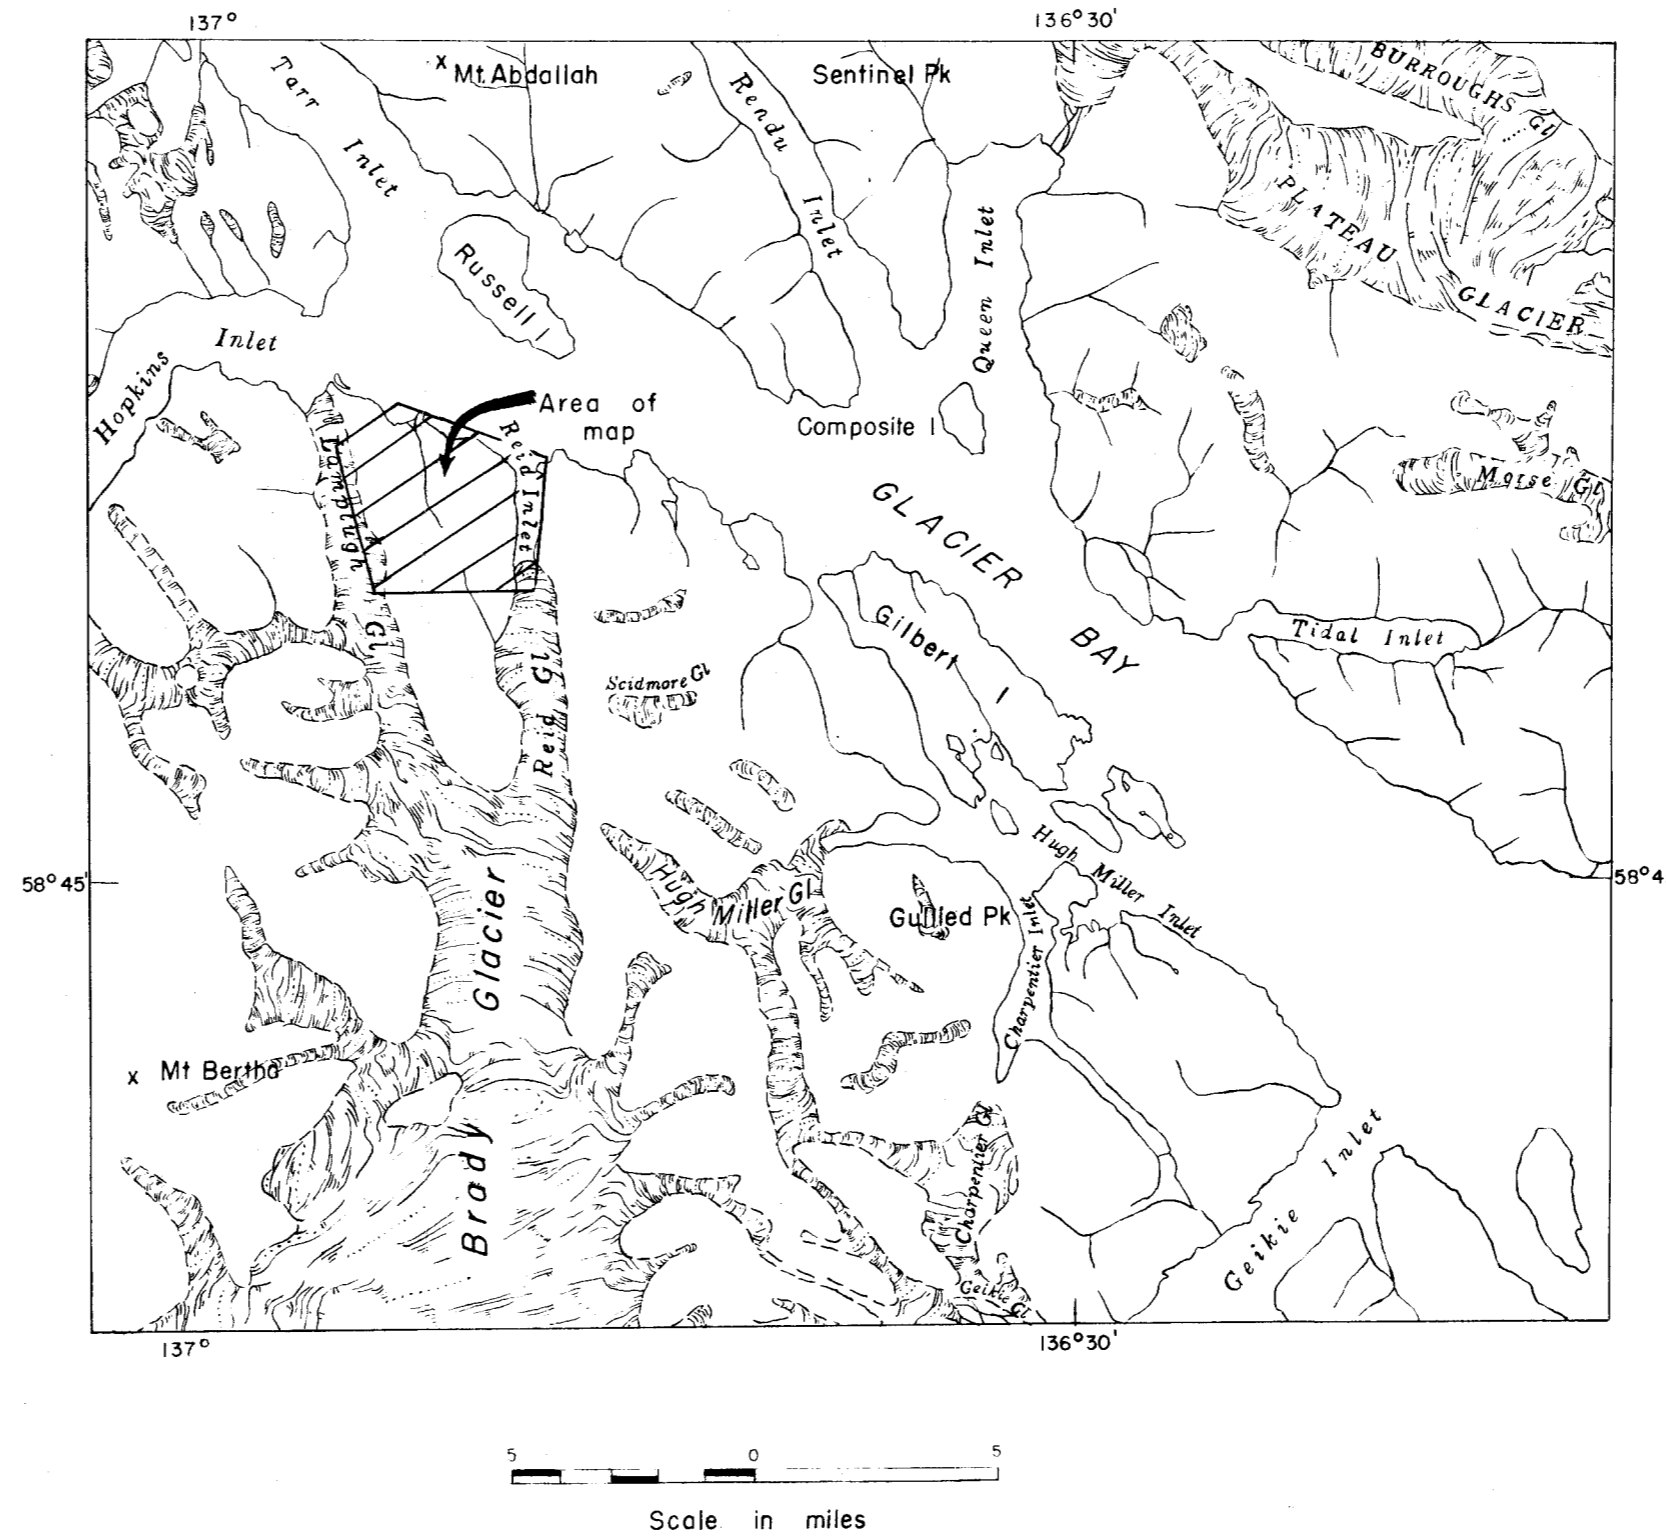 137° 136°30'
Tarr Inlet
x Mt. Abdallah
Rendu Inlet
Sentinel Pk
BURROUGHS Gl
PLATEAU GLACIER
Russell I
Queen Inlet
Hopkins Inlet
Area of
map
Reid Inlet
Composite I
Lamplugh Gl
Morse Gl
GLACIER BAY
Gilbert I
Tidal Inlet
Scidmore Gl
Reid Gl
58°45' 58°4
Hugh Miller Inlet
Hugh Miller Gl
Gullied Pk
Charpentier Inlet
Brady Glacier
x Mt Bertha
Charpentier Gl
Geikie Inlet
Geikie Gl
137° 136°30'
5 0 5
Scale in miles